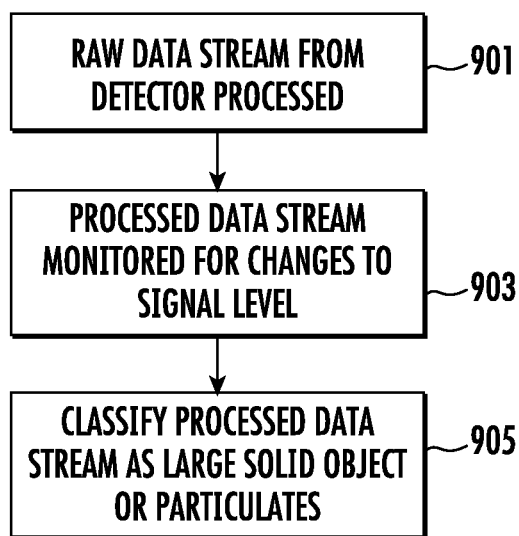 RAW DATA STREAM FROM
DETECTOR PROCESSED
901
PROCESSED DATA STREAM
MONITORED FOR CHANGES TO
SIGNAL LEVEL
903
CLASSIFY PROCESSED DATA
STREAM AS LARGE SOLID OBJECT
OR PARTICULATES
905